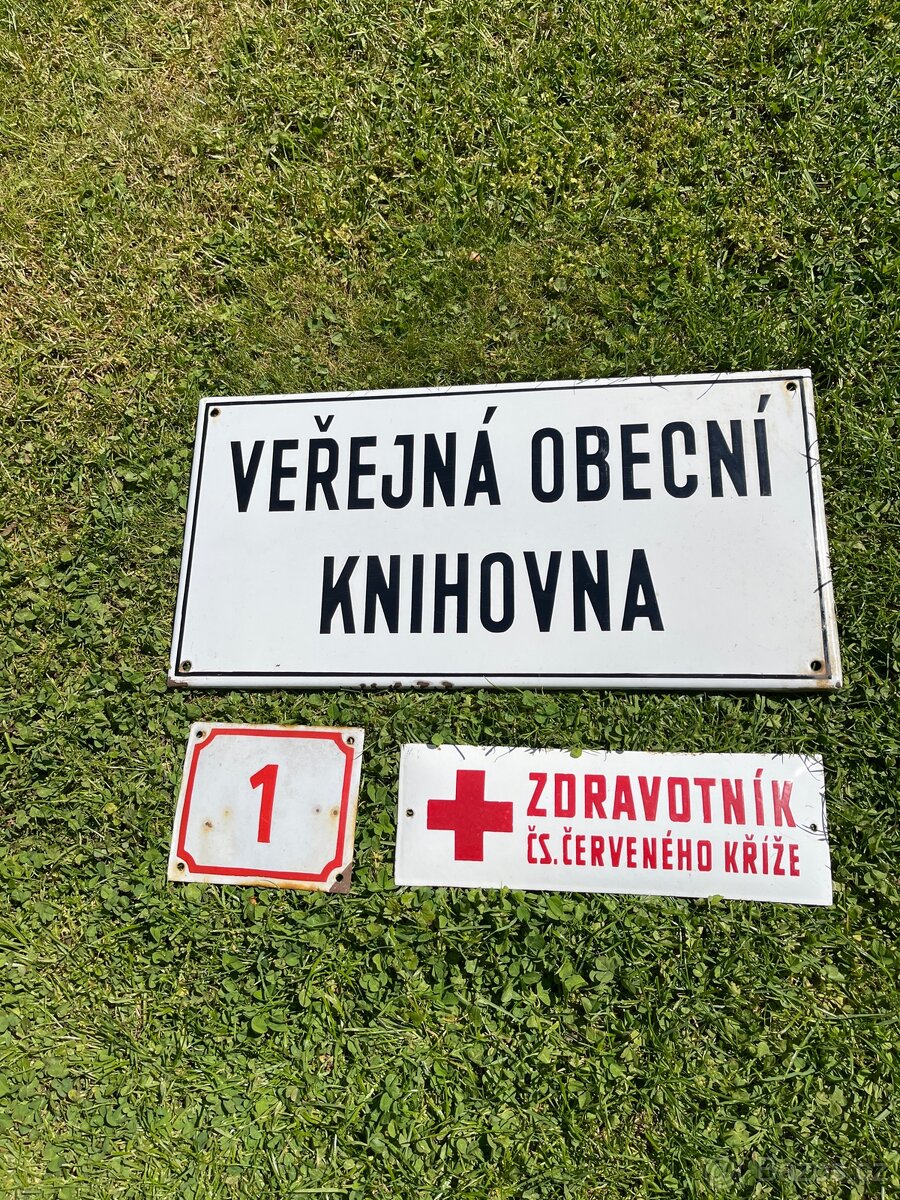 VEŘEJNÁ OBECNÍ
KNIHOVNA
1
ZDRAVOTNÍK
ČS.ČERVENÉHO KŘÍŽE